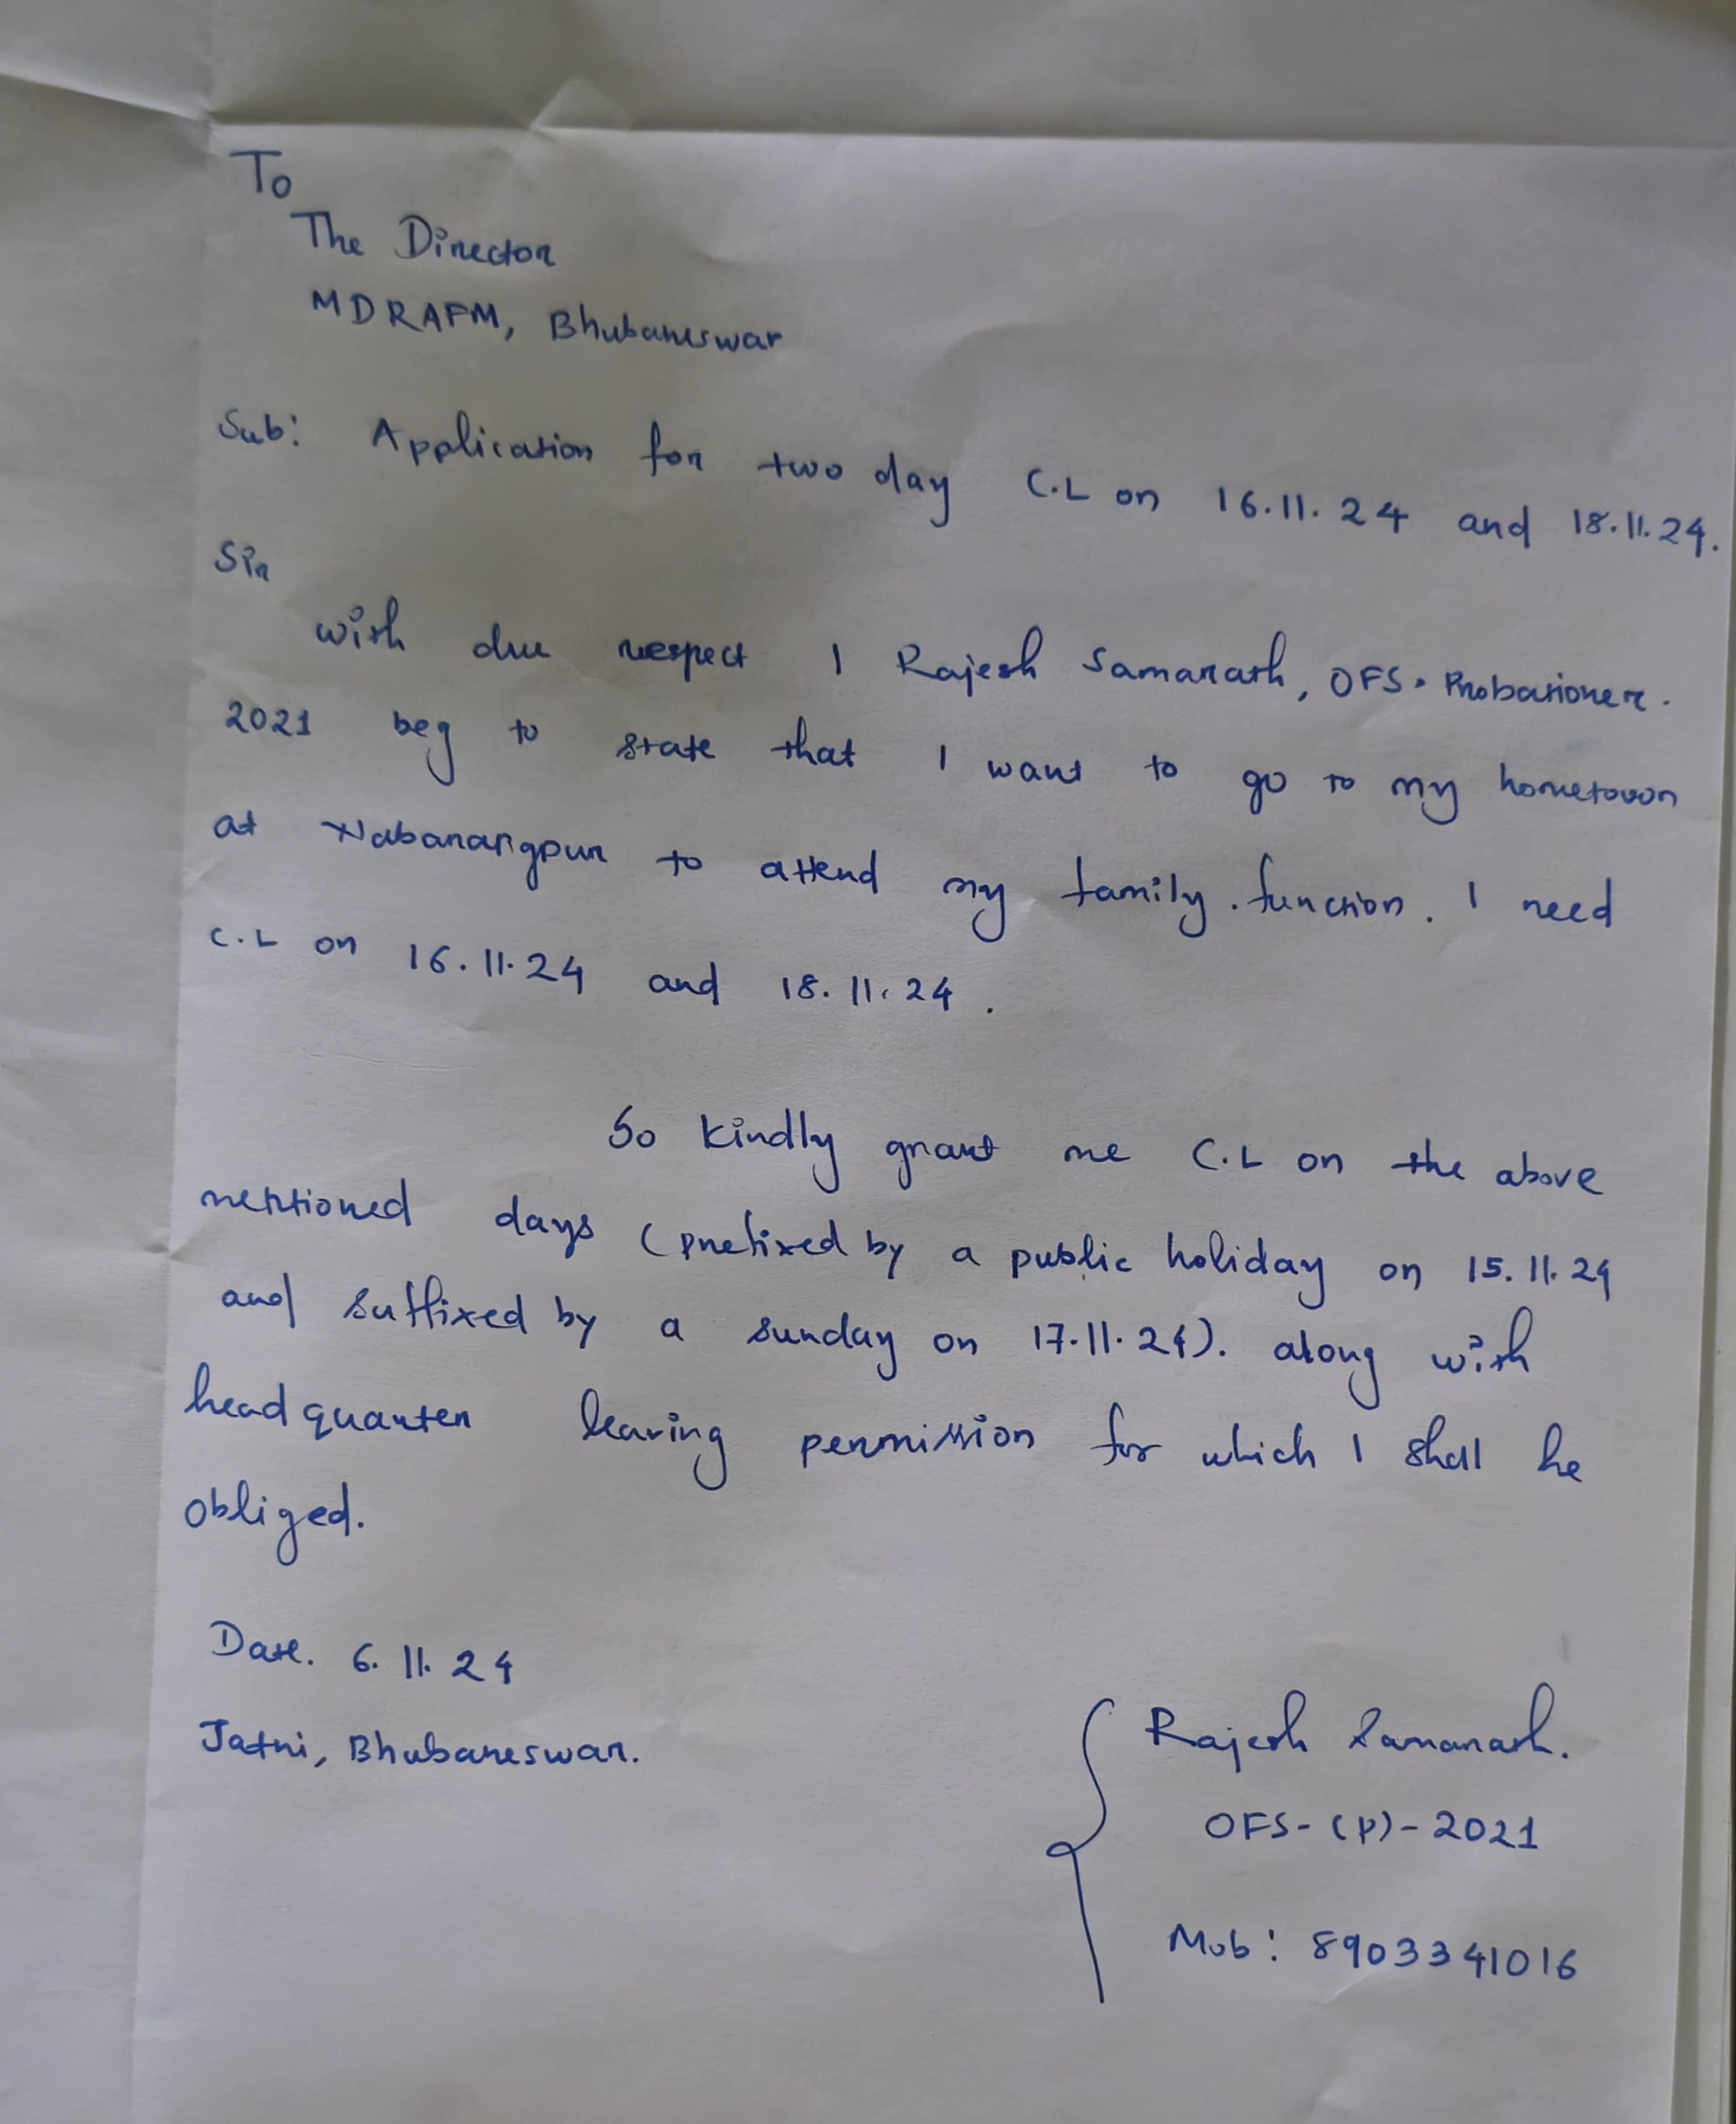 To
The Director
MDRAFM, Bhubaneswar
Sub: Application for two day C.L on 16.11.24 and 18.11.24.
Sir
with due respect I Rajesh Samarath, OFS. Probationer.
2021 beg to state that I want to go to my hometown
at Nabarangpur to attend my family function. I need
C.L on 16.11.24 and 18.11.24.
So kindly grant me C.L on the above
mentioned days (prefixed by a public holiday on 15.11.24
and suffixed by a sunday on 17.11.24). along with
headquarter leaving permission for which I shall be
obliged.
Date. 6.11.24
Jatni, Bhubaneswar.
Rajesh Samarath.
OFS-(P)-2021
Mob: 8903341016